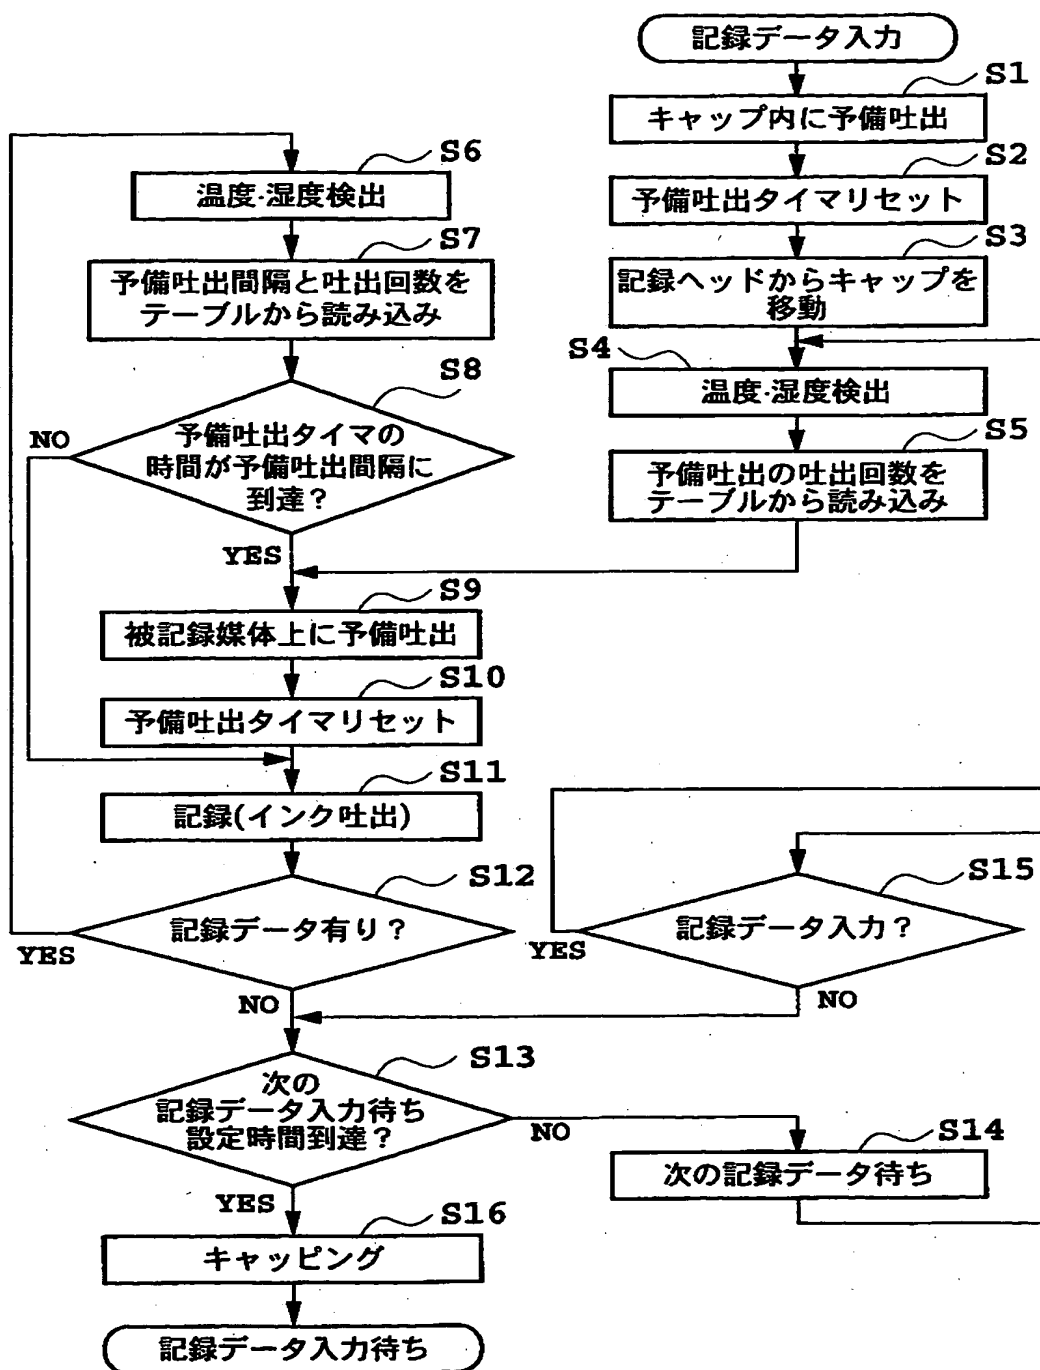 記録データ入力
S1
キャップ内に予備吐出
S2
予備吐出タイマリセット
S3
記録ヘッドからキャップを
移動
S4
温度·湿度検出
S5
予備吐出の吐出回数を
テーブルから読み込み
S6
温度·湿度検出
S7
予備吐出間隔と吐出回数を
テーブルから読み込み
S8
予備吐出タイマの
時間が予備吐出間隔に
到達？
NO
YES
S9
被記録媒体上に予備吐出
S10
予備吐出タイマリセット
S11
記録(インク吐出)
S12
記録データ有り？
YES
NO
S15
記録データ入力？
YES
NO
S13
次の
記録データ入力待ち
設定時間到達？
NO
YES
S14
次の記録データ待ち
S16
キャッピング
記録データ入力待ち